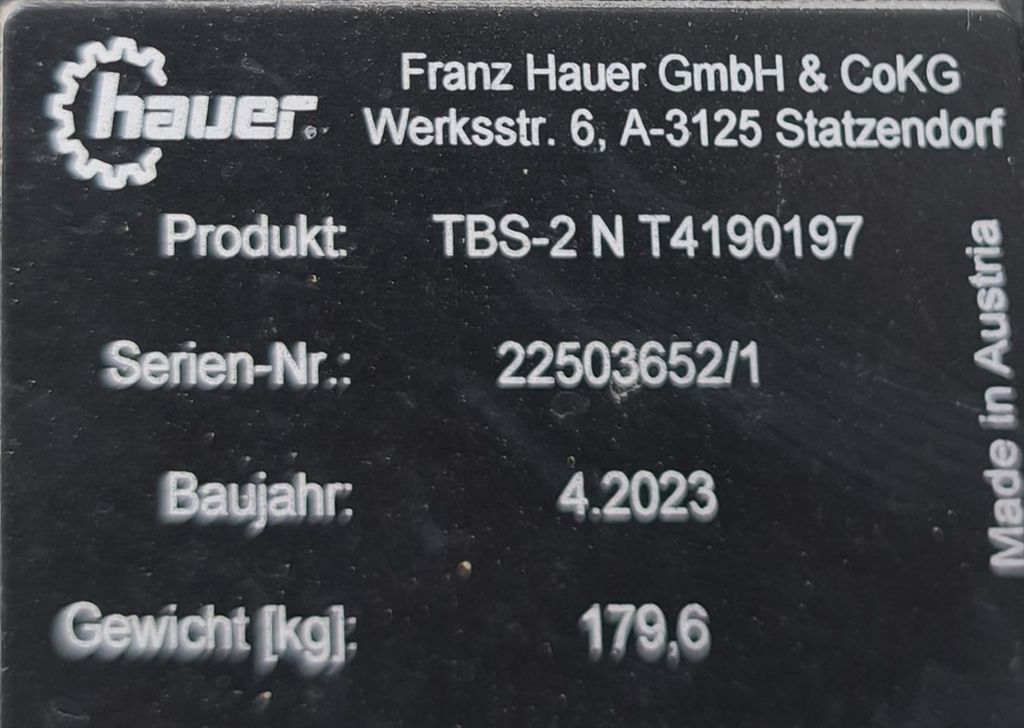 hauer
Franz Hauer GmbH & CoKG
Werksstr. 6, A-3125 Statzendorf
Produkt: TBS-2 N T4190197
Serien-Nr.: 22503652/1
Baujahr: 4.2023
Gewicht [kg]: 179,6
Made in Austria